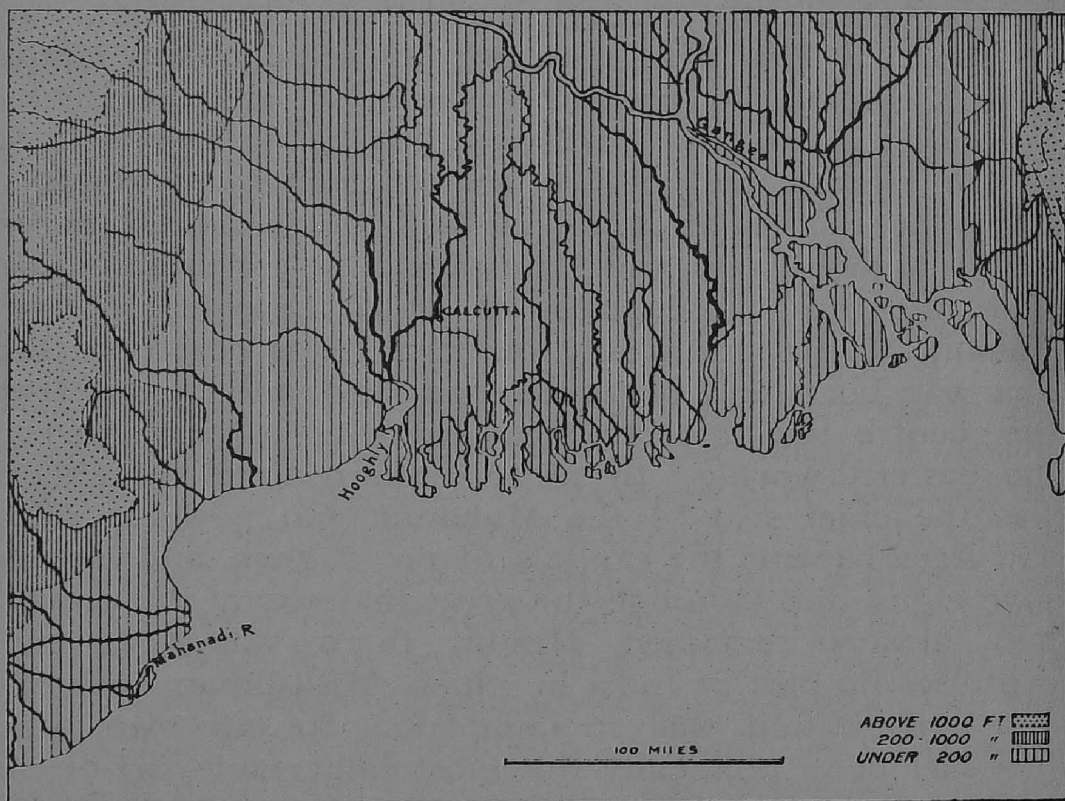 Ganges R
CALCUTTA
Hooghly
Mahanadi R
100 MILES
ABOVE 1000 FT
200-1000 "
UNDER 200 "